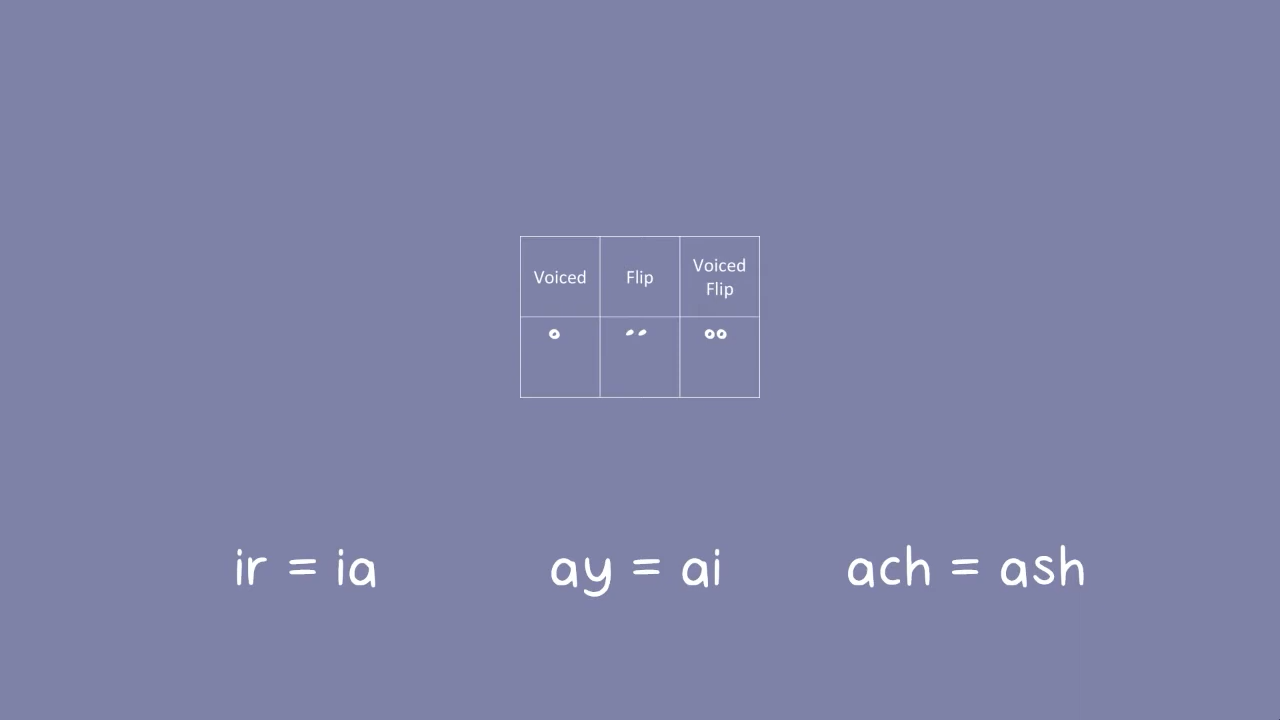 Voiced Flip Voiced Flip
ir = ia ay = ai ach = ash